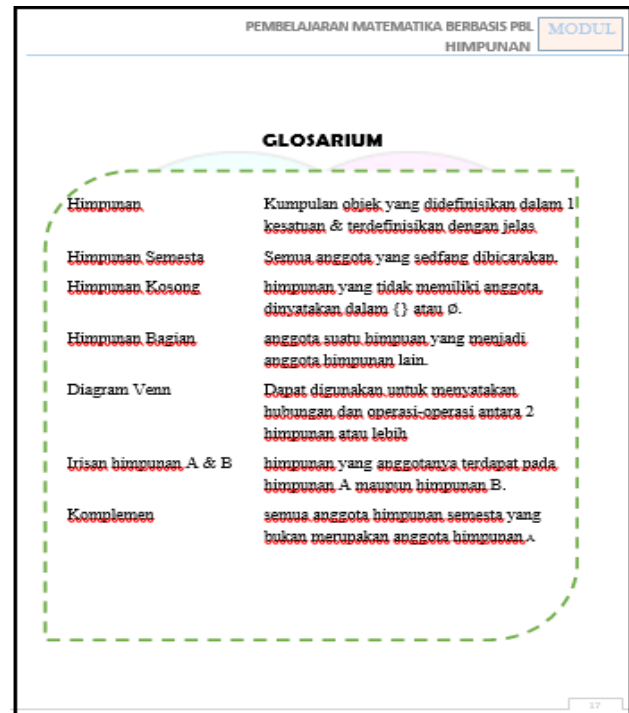 PEMBELAJARAN MATEMATIKA BERBASIS PBL
HIMPUNAN
MODUL
GLOSARIUM
Himpunan Kumpulan objek yang didefinisikan dalam 1
kesatuan & terdefinisikan dengan jelas.
Himpunan Semesta Semua anggota yang sedfang dibicarakan.
Himpunan Kosong himpunan yang tidak memiliki anggota,
dinyatakan dalam {} atau Ø.
Himpunan Bagian anggota suatu himpuan yang menjadi
anggota himpunan lain.
Diagram Venn Dapat digunakan untuk menyatakan
hubungan dan operasi-operasi antara 2
himpunan atau lebih
Irisan himpunan A & B himpunan yang anggotanya terdapat pada
himpunan A maupun himpunan B.
Komplemen semua anggota himpunan semesta yang
bukan merupakan anggota himpunan A
17